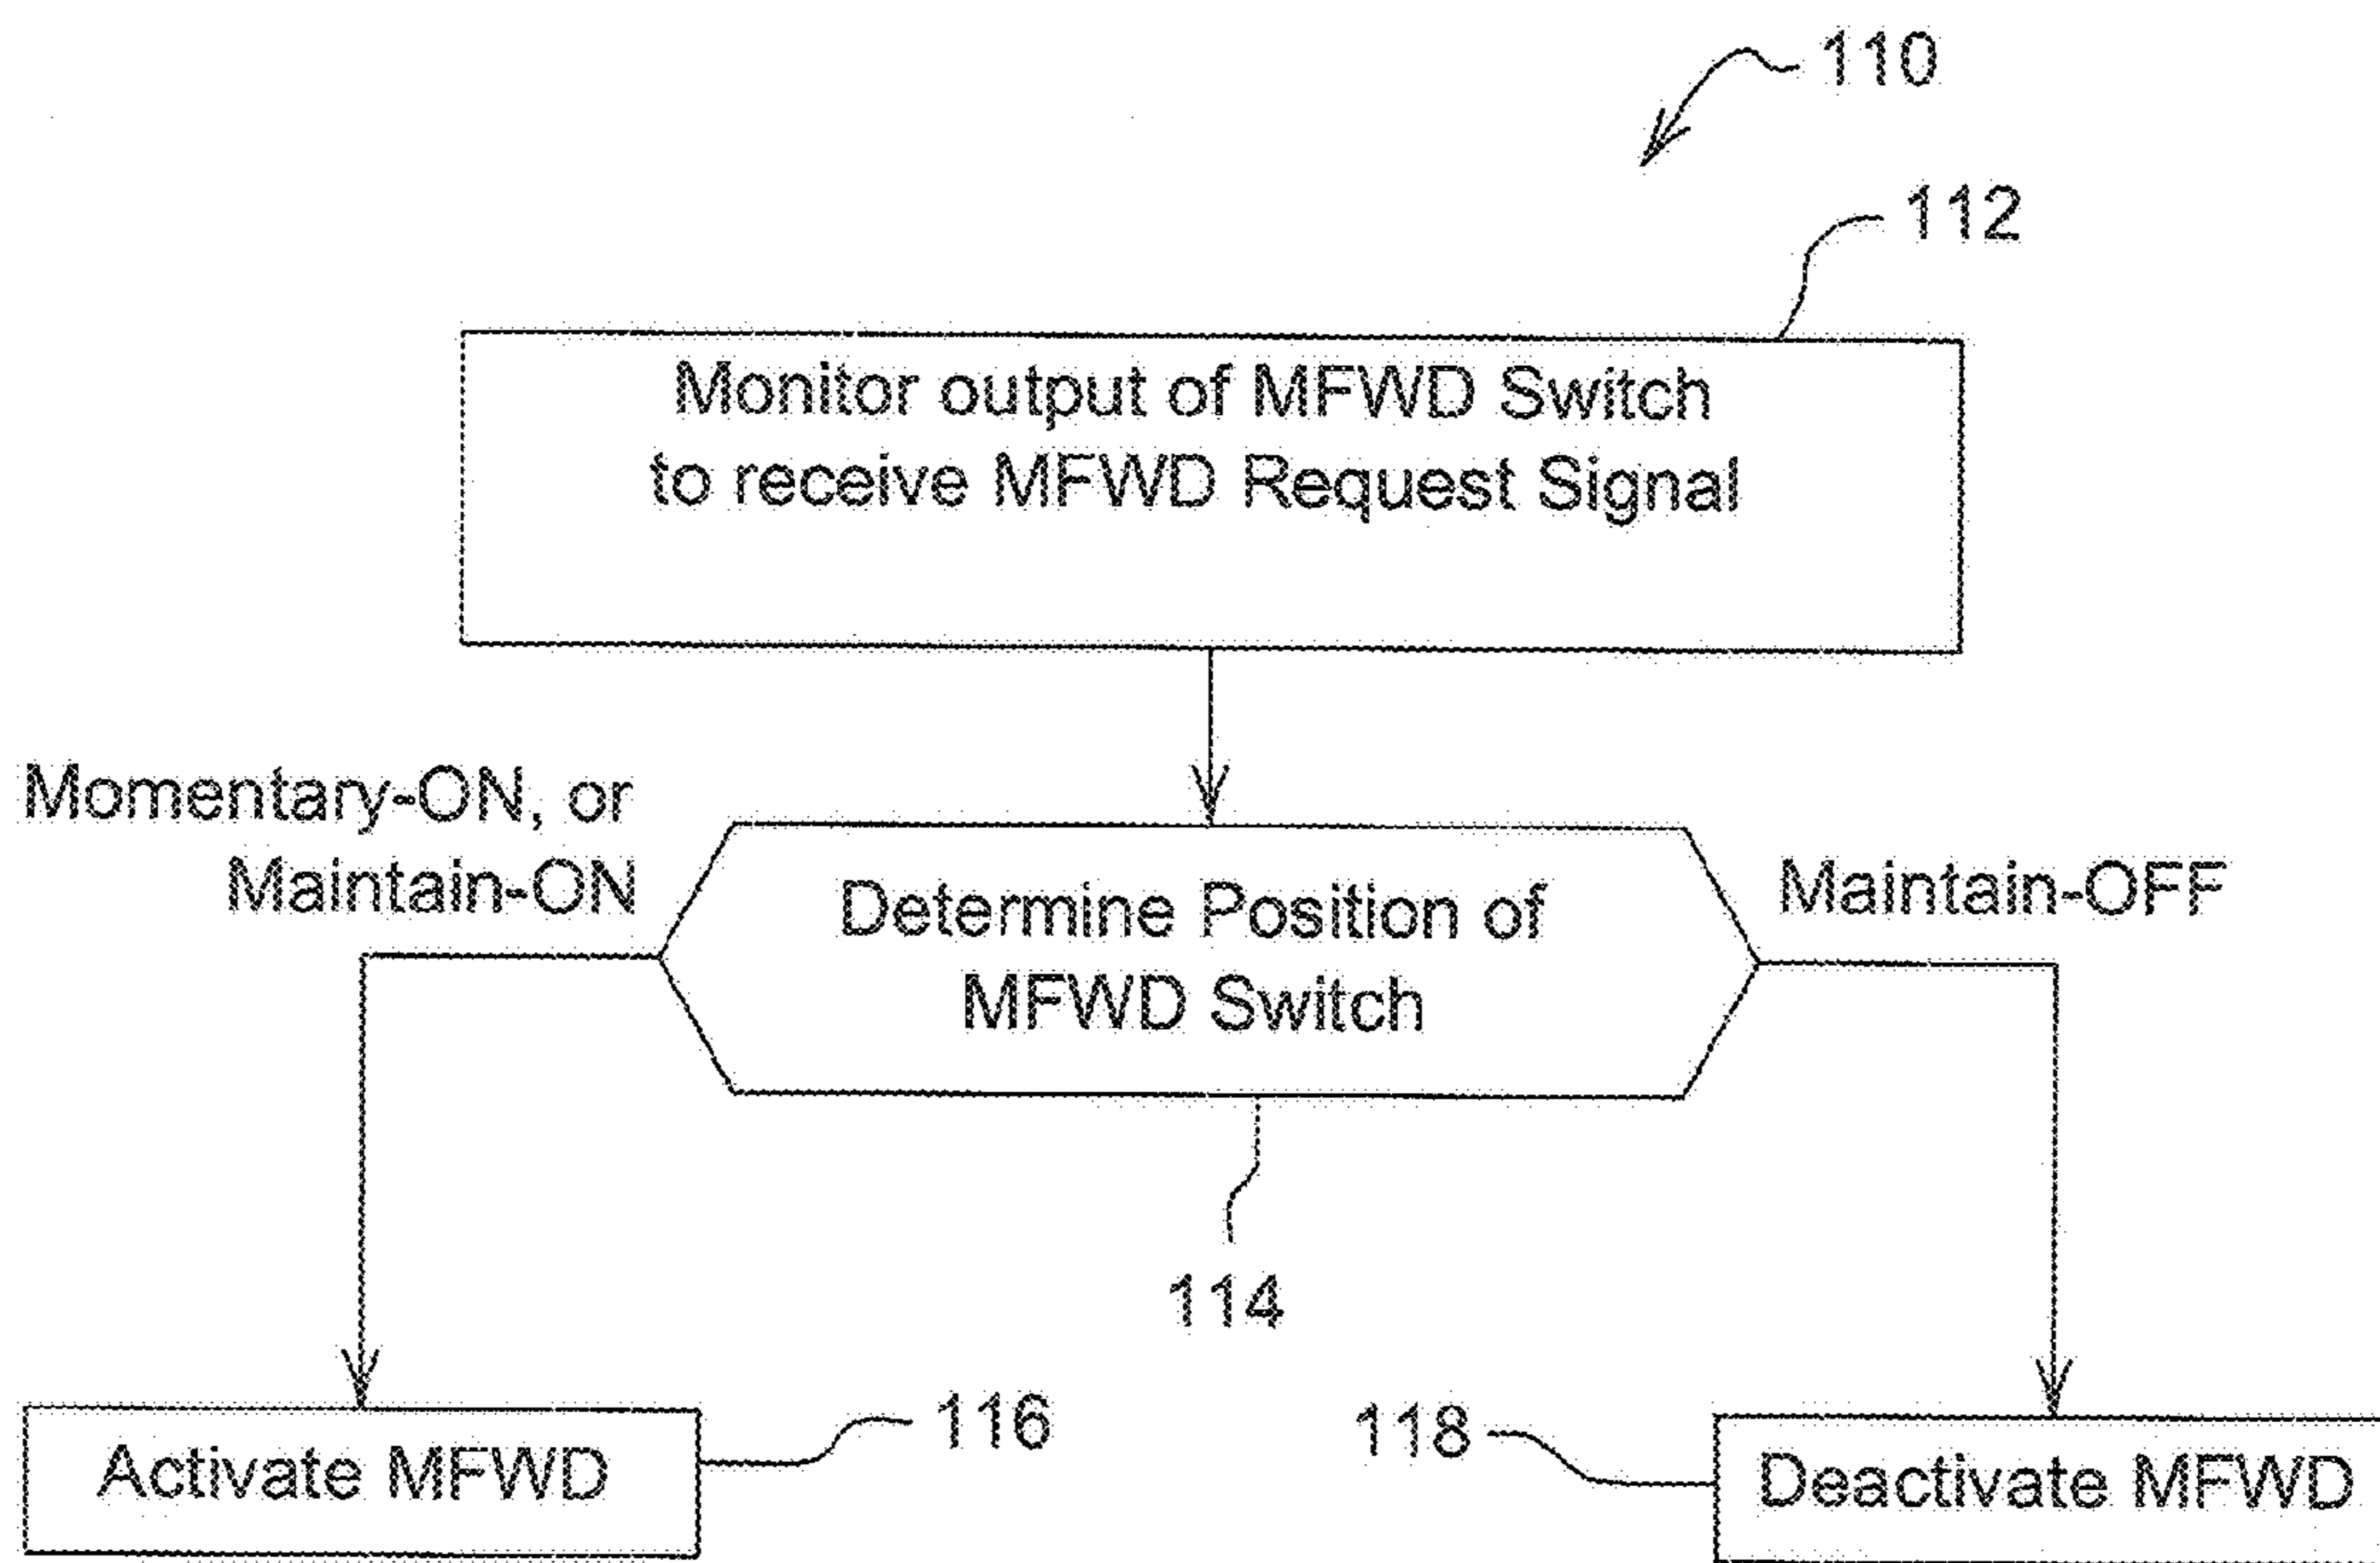 110
112
Monitor output of MFWD Switch
to receive MFWD Request Signal
Momentary-ON, or
Maintain-ON
Determine Position of
MFWD Switch
Maintain-OFF
114
Activate MFWD
116
118
Deactivate MFWD